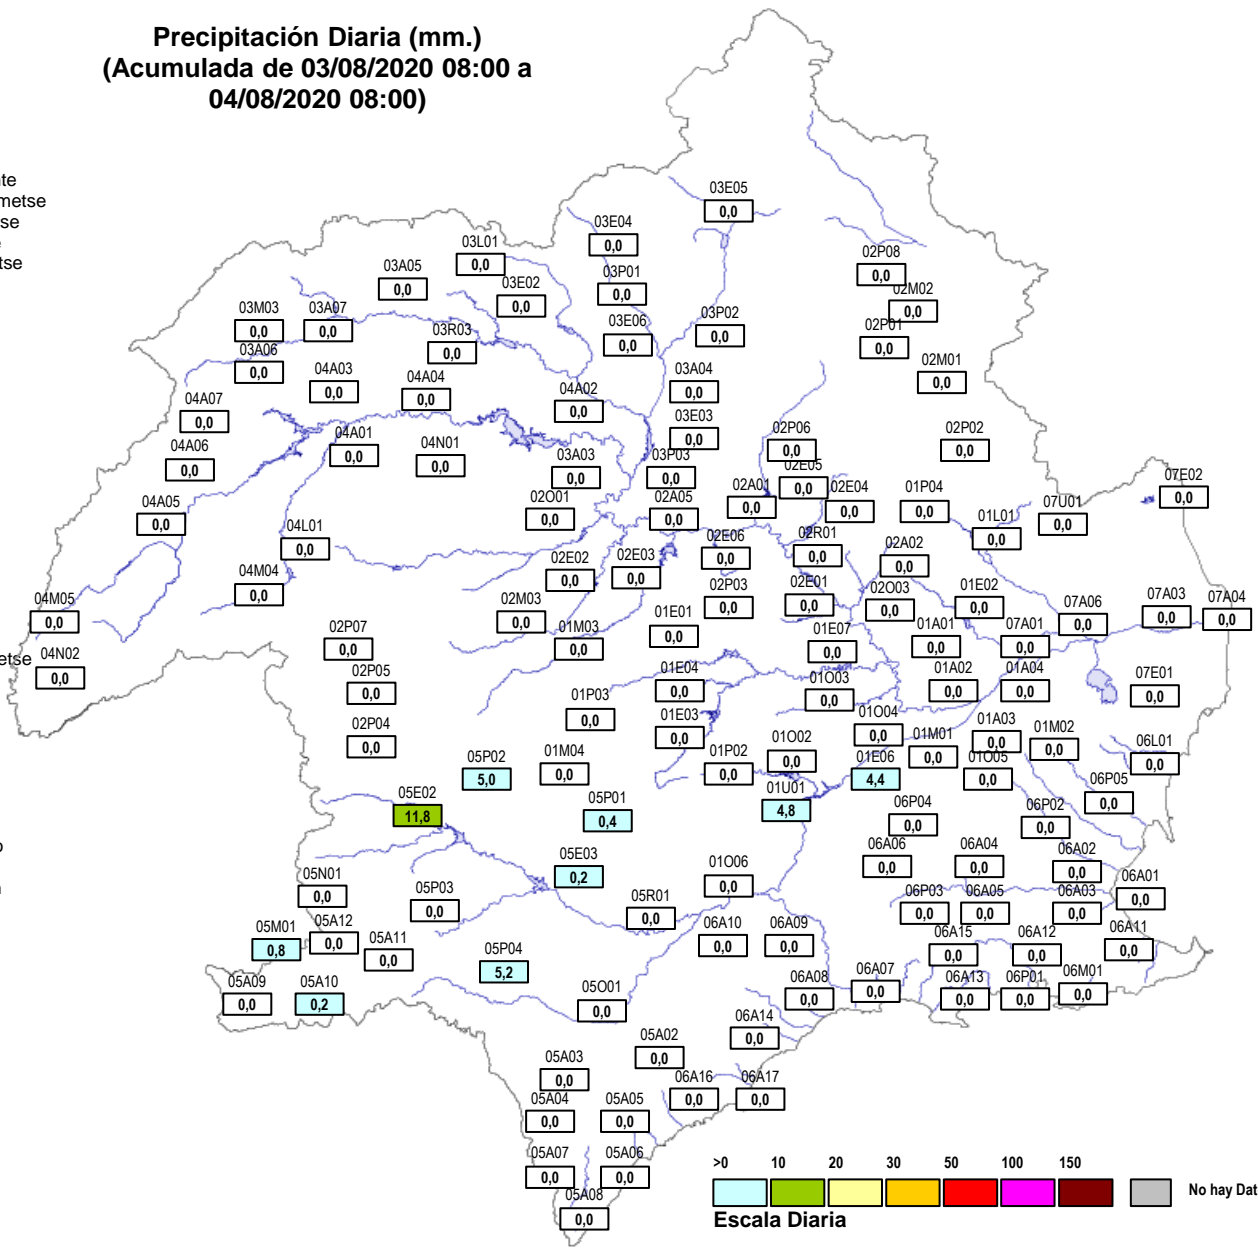 Precipitación Diaria (mm.)
(Acumulada de 03/08/2020 08:00 a
04/08/2020 08:00)
te
metse
se
tse
etse
03E05
0,0
03E04
0,0
03L01
0,0
02P08
0,0
03A05
0,0
03P01
0,0
03E02
0,0
02M02
0,0
03M03
0,0
03A07
0,0
03P02
0,0
03E06
0,0
03R03
0,0
02P01
0,0
03A06
0,0
02M01
0,0
04A03
0,0
04A04
0,0
03A04
0,0
04A02
0,0
04A07
0,0
03E03
0,0
02P06
0,0
02P02
0,0
04A01
0,0
04A06
0,0
04N01
0,0
03A03
0,0
03P03
0,0
02E05
0,0
07E02
0,0
02A01
0,0
02E04
0,0
01P04
0,0
04A05
0,0
02O01
0,0
02A05
0,0
07U01
0,0
01L01
0,0
04L01
0,0
02E06
0,0
02R01
0,0
02A02
0,0
02E02
0,0
02E03
0,0
04M04
0,0
02P03
0,0
02E01
0,0
02O03
0,0
01E02
0,0
04M05
0,0
02M03
0,0
07A06
0,0
07A03
0,0
07A04
0,0
01E01
0,0
01M03
0,0
02P07
0,0
01E07
0,0
01A01
0,0
07A01
0,0
04N02
0,0
02P05
0,0
01E04
0,0
01O03
0,0
01A02
0,0
01A04
0,0
07E01
0,0
01P03
0,0
01E03
0,0
01O04
0,0
01A03
0,0
01M02
0,0
02P04
0,0
01M01
0,0
06L01
0,0
05P02
5,0
01M04
0,0
01P02
0,0
01O02
0,0
01E06
4,4
01O05
0,0
05E02
11,8
05P01
0,4
01U01
4,8
06P05
0,0
06P04
0,0
06P02
0,0
05E03
0,2
06A06
0,0
06A04
0,0
06A02
0,0
05N01
0,0
01O06
0,0
06A01
0,0
05P03
0,0
05R01
0,0
06P03
0,0
06A05
0,0
06A03
0,0
05M01
0,8
05A12
0,0
05A11
0,0
06A10
0,0
06A09
0,0
06A15
0,0
06A12
0,0
06A11
0,0
05P04
5,2
05A09
0,0
05A10
0,2
05O01
0,0
06A08
0,0
06A07
0,0
06A13
0,0
06P01
0,0
06M01
0,0
06A14
0,0
05A02
0,0
05A03
0,0
06A16
0,0
06A17
0,0
05A04
0,0
05A05
0,0
05A07
0,0
05A06
0,0
05A08
0,0
>0 10 20 30 50 100 150
No hay Dat
Escala Diaria